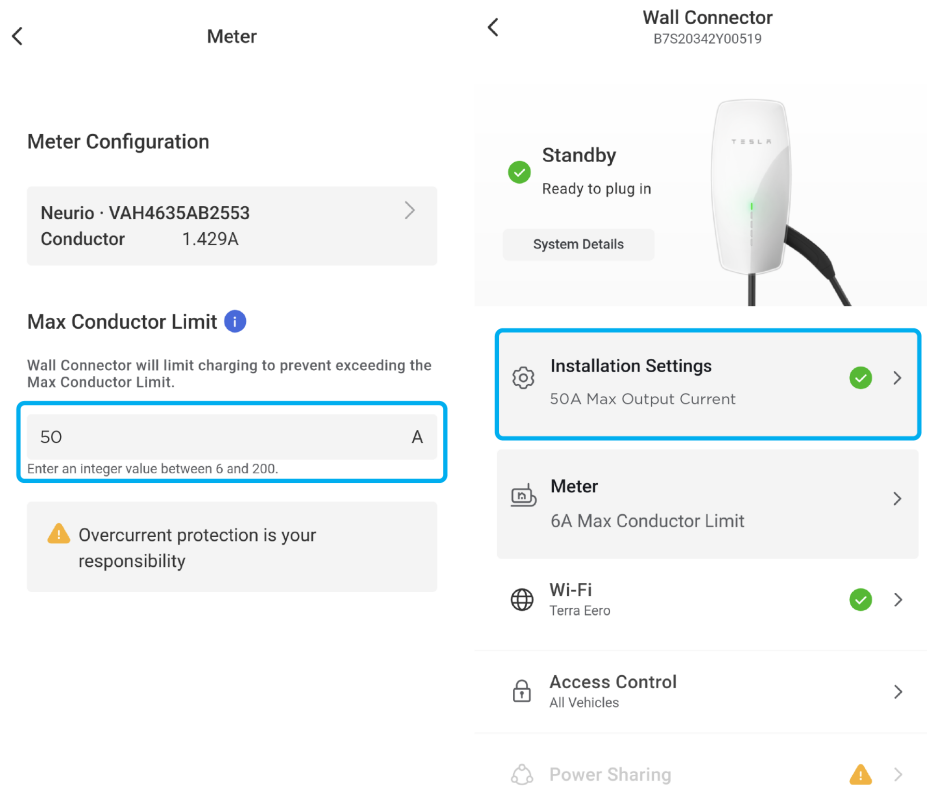 Meter
Meter Configuration
Neurio · VAH4635AB2553
Conductor 1.429A
Max Conductor Limit
Wall Connector will limit charging to prevent exceeding the
Max Conductor Limit.
50 A
Enter an integer value between 6 and 200.
Overcurrent protection is your
responsibility
Wall Connector
B7S20342Y00519
Standby
Ready to plug in
System Details
TESLA
Installation Settings
50A Max Output Current
Meter
6A Max Conductor Limit
Wi-Fi
Terra Eero
Access Control
All Vehicles
Power Sharing